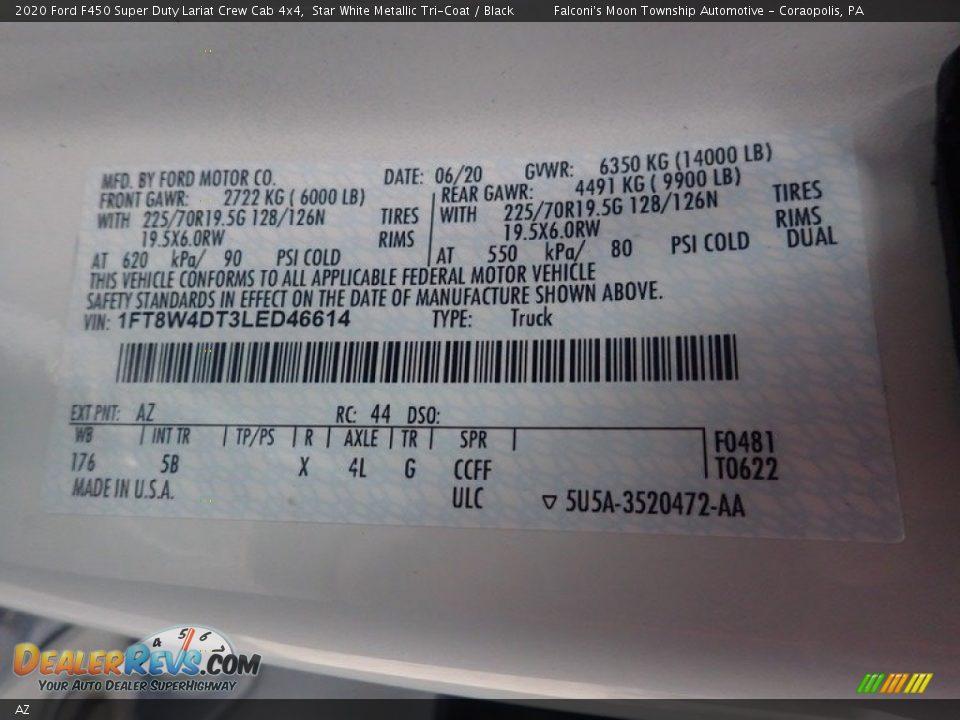 2020 Ford F450 Super Duty Lariat Crew Cab 4x4, Star White Metallic Tri-Coat / Black Falconi's Moon Township Automotive - Coraopolis, PA
MFD. BY FORD MOTOR CO. DATE: 06/20 GVWR: 6350 KG (14000 LB)
FRONT GAWR: 2722 KG ( 6000 LB) REAR GAWR: 4491 KG ( 9900 LB)
WITH 225/70R19.5G 128/126N TIRES WITH 225/70R19.5G 128/126N TIRES
19.5X6.0RW RIMS 19.5X6.0RW RIMS
AT 620 kPa/ 90 PSI COLD AT 550 kPa/ 80 PSI COLD DUAL
THIS VEHICLE CONFORMS TO ALL APPLICABLE FEDERAL MOTOR VEHICLE
SAFETY STANDARDS IN EFFECT ON THE DATE OF MANUFACTURE SHOWN ABOVE.
VIN: 1FT8W4DT3LED46614 TYPE: Truck
EXT PNT: AZ RC: 44 DSO:
WB INT TR TP/PS R AXLE TR SPR F0481
176 5B X 4L G CCFF T0622
MADE IN U.S.A. ULC ▽ 5U5A-3520472-AA
4 5 6
DEALERREVS.COM
YOUR AUTO DEALER SUPERHIGHWAY
AZ